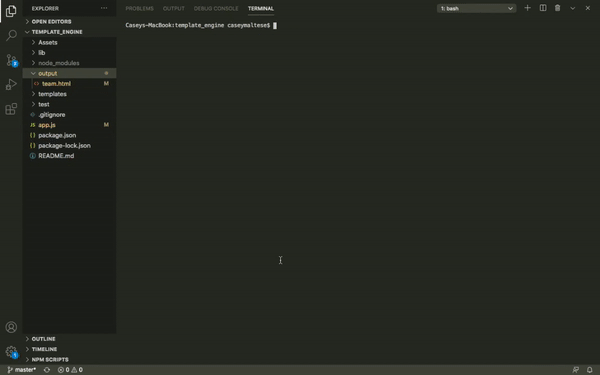 EXPLORER
OPEN EDITORS
TEMPLATE_ENGINE
Assets
lib
node_modules
output
team.html M
templates
test
.gitignore
JS app.js M
{} package.json
{} package-lock.json
README.md
OUTLINE
TIMELINE
NPM SCRIPTS
PROBLEMS OUTPUT DEBUG CONSOLE TERMINAL 1: bash
Caseys-MacBook:template_engine caseymaltese$
master* 0 0